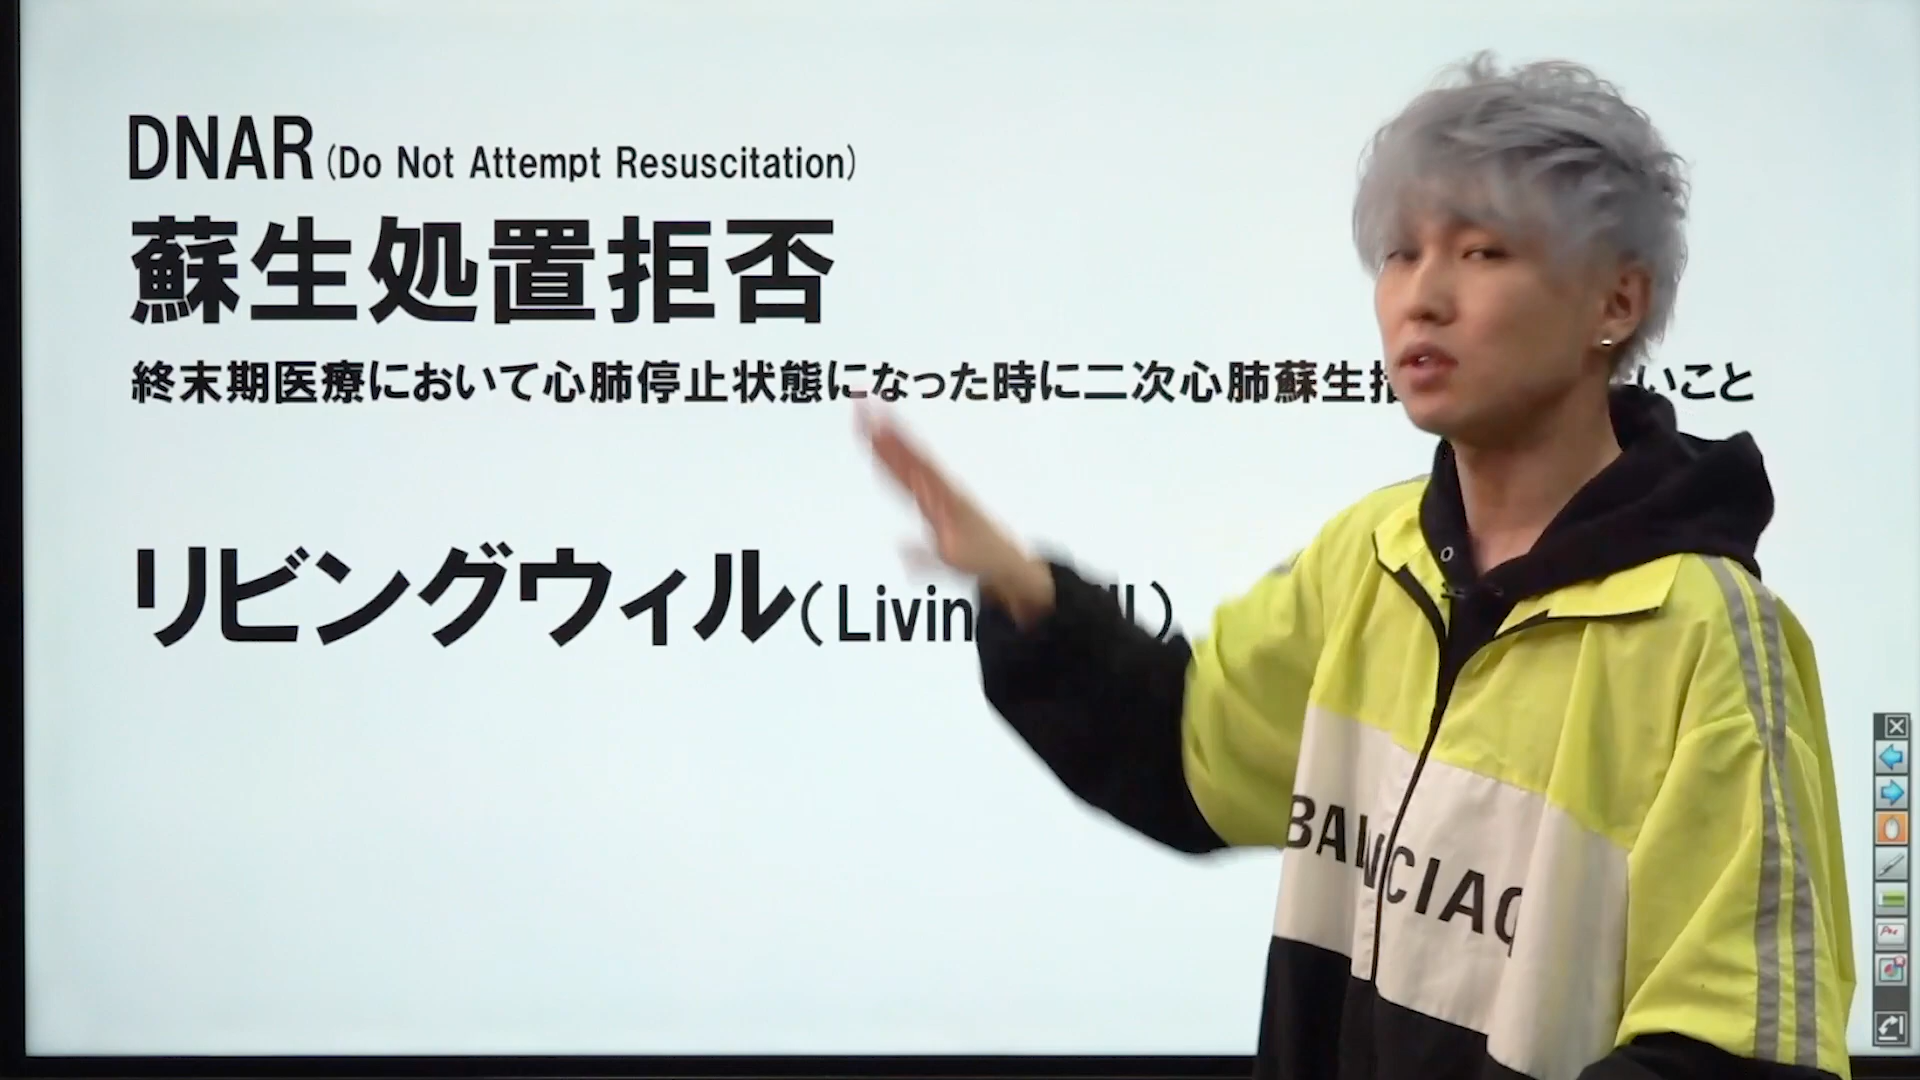 DNAR (Do Not Attempt Resuscitation)
蘇生処置拒否
終末期医療において心肺停止状態になった時に二次心肺蘇生 いこと
リビングウィル (Livin